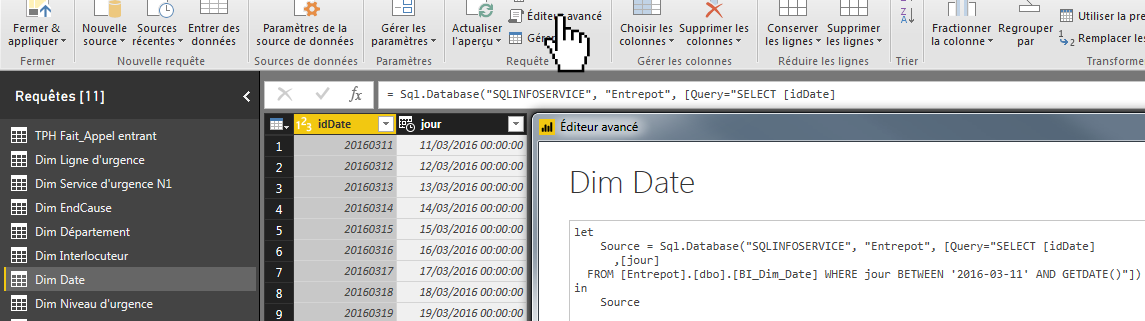 Fermer & appliquer
Nouvelle source
Sources récentes
Entrer des données
Paramètres de la source de données
Gérer les paramètres
Actualiser l'aperçu
Éditeur avancé
Gérer
Choisir les colonnes
Supprimer les colonnes
Conserver les lignes
Supprimer les lignes
A
Z
Z
A
Fractionner la colonne
Regrouper par
Utiliser la pre
Remplacer les
Fermer
Nouvelle requête
Sources de données
Paramètres
Requête
Gérer les colonnes
Réduire les lignes
Trier
Transforme
Requêtes [11]
fx
= Sql.Database("SQLINFOSERVICE", "Entrepot", [Query="SELECT [idDate]
TPH Fait_Appel entrant
Dim Ligne d'urgence
Dim Service d'urgence N1
Dim EndCause
Dim Département
Dim Interlocuteur
Dim Date
Dim Niveau d'urgence
123 idDate jour
1 20160311 11/03/2016 00:00:00
2 20160312 12/03/2016 00:00:00
3 20160313 13/03/2016 00:00:00
4 20160314 14/03/2016 00:00:00
5 20160315 15/03/2016 00:00:00
6 20160316 16/03/2016 00:00:00
7 20160317 17/03/2016 00:00:00
8 20160318 18/03/2016 00:00:00
9 20160319 19/03/2016 00:00:00
Éditeur avancé
Dim Date
let
Source = Sql.Database("SQLINFOSERVICE", "Entrepot", [Query="SELECT [idDate]
,[jour]
FROM [Entrepot].[dbo].[BI_Dim_Date] WHERE jour BETWEEN '2016-03-11' AND GETDATE()"])
in
Source